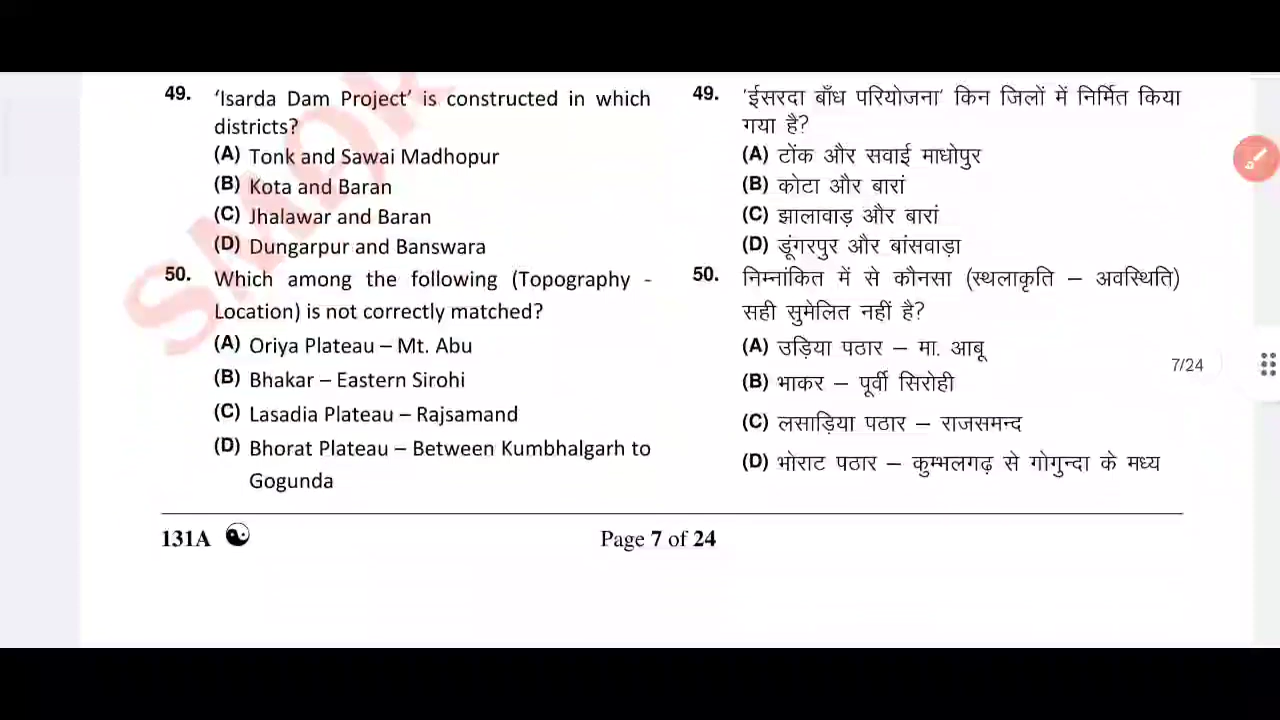 49. 'Isarda Dam Project' is constructed in which
districts?
(A) Tonk and Sawai Madhopur
(B) Kota and Baran
(C) Jhalawar and Baran
(D) Dungarpur and Banswara
50. Which among the following (Topography -
Location) is not correctly matched?
(A) Oriya Plateau – Mt. Abu
(B) Bhakar – Eastern Sirohi
(C) Lasadia Plateau – Rajsamand
(D) Bhorat Plateau – Between Kumbhalgarh to
Gogunda
49. 'ईसरदा बाँध परियोजना' किन जिलों में निर्मित किया
गया है?
(A) टोंक और सवाई माधोपुर
(B) कोटा और बारां
(C) झालावाड़ और बारां
(D) डूंगरपुर और बांसवाड़ा
50. निम्नांकित में से कौनसा (स्थलाकृति – अवस्थिति)
सही सुमेलित नहीं है?
(A) उड़िया पठार – मा. आबू
(B) भाकर – पूर्वी सिरोही
(C) लसाड़िया पठार – राजसमन्द
(D) भोराट पठार – कुम्भलगढ़ से गोगुन्दा के मध्य
7/24
131A Page 7 of 24